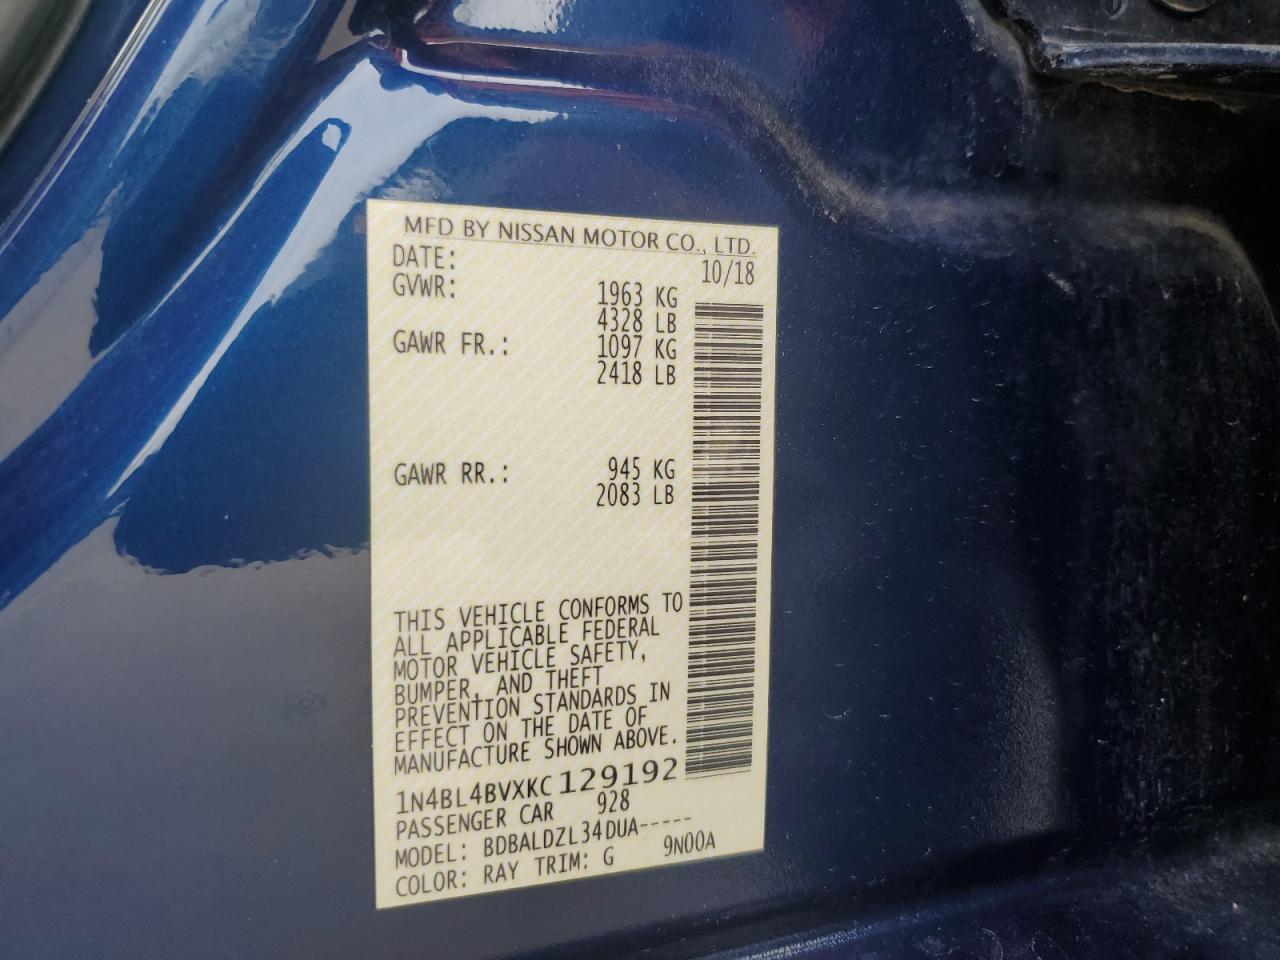 MFD BY NISSAN MOTOR CO., LTD.
DATE: 10/18
GVWR: 1963 KG
4328 LB
GAWR FR.: 1097 KG
2418 LB
GAWR RR.: 945 KG
2083 LB
THIS VEHICLE CONFORMS TO
ALL APPLICABLE FEDERAL
MOTOR VEHICLE SAFETY,
BUMPER, AND THEFT
PREVENTION STANDARDS IN
EFFECT ON THE DATE OF
MANUFACTURE SHOWN ABOVE.
1N4BL4BVXKC129192
PASSENGER CAR 928
MODEL: BDBALDZL34DUA-----
COLOR: RAY TRIM: G 9N00A